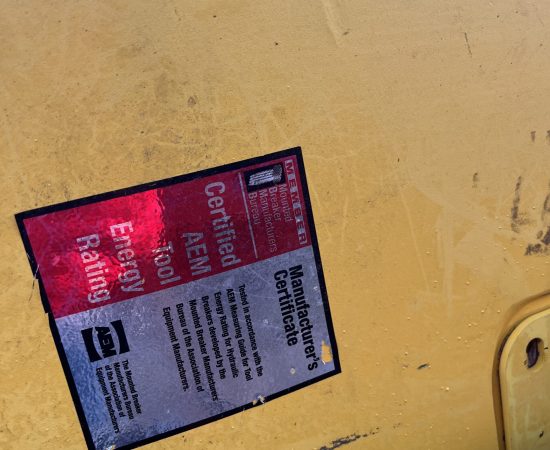 MEMBER
Mounted
Breaker
Manufacturers
Bureau
Certified
AEM
Tool
Energy
Rating
Manufacturer's
Certificate
Tested in accordance with the
AEM Measuring Guide for Tool
Energy Rating for Hydraulic
Breakers developed by the
Mounted Breaker Manufacturers
Bureau of the Association of
Equipment Manufacturers.
AEM
The Mounted Breaker
Manufacturers Bureau
of the Association of
Equipment Manufacturers